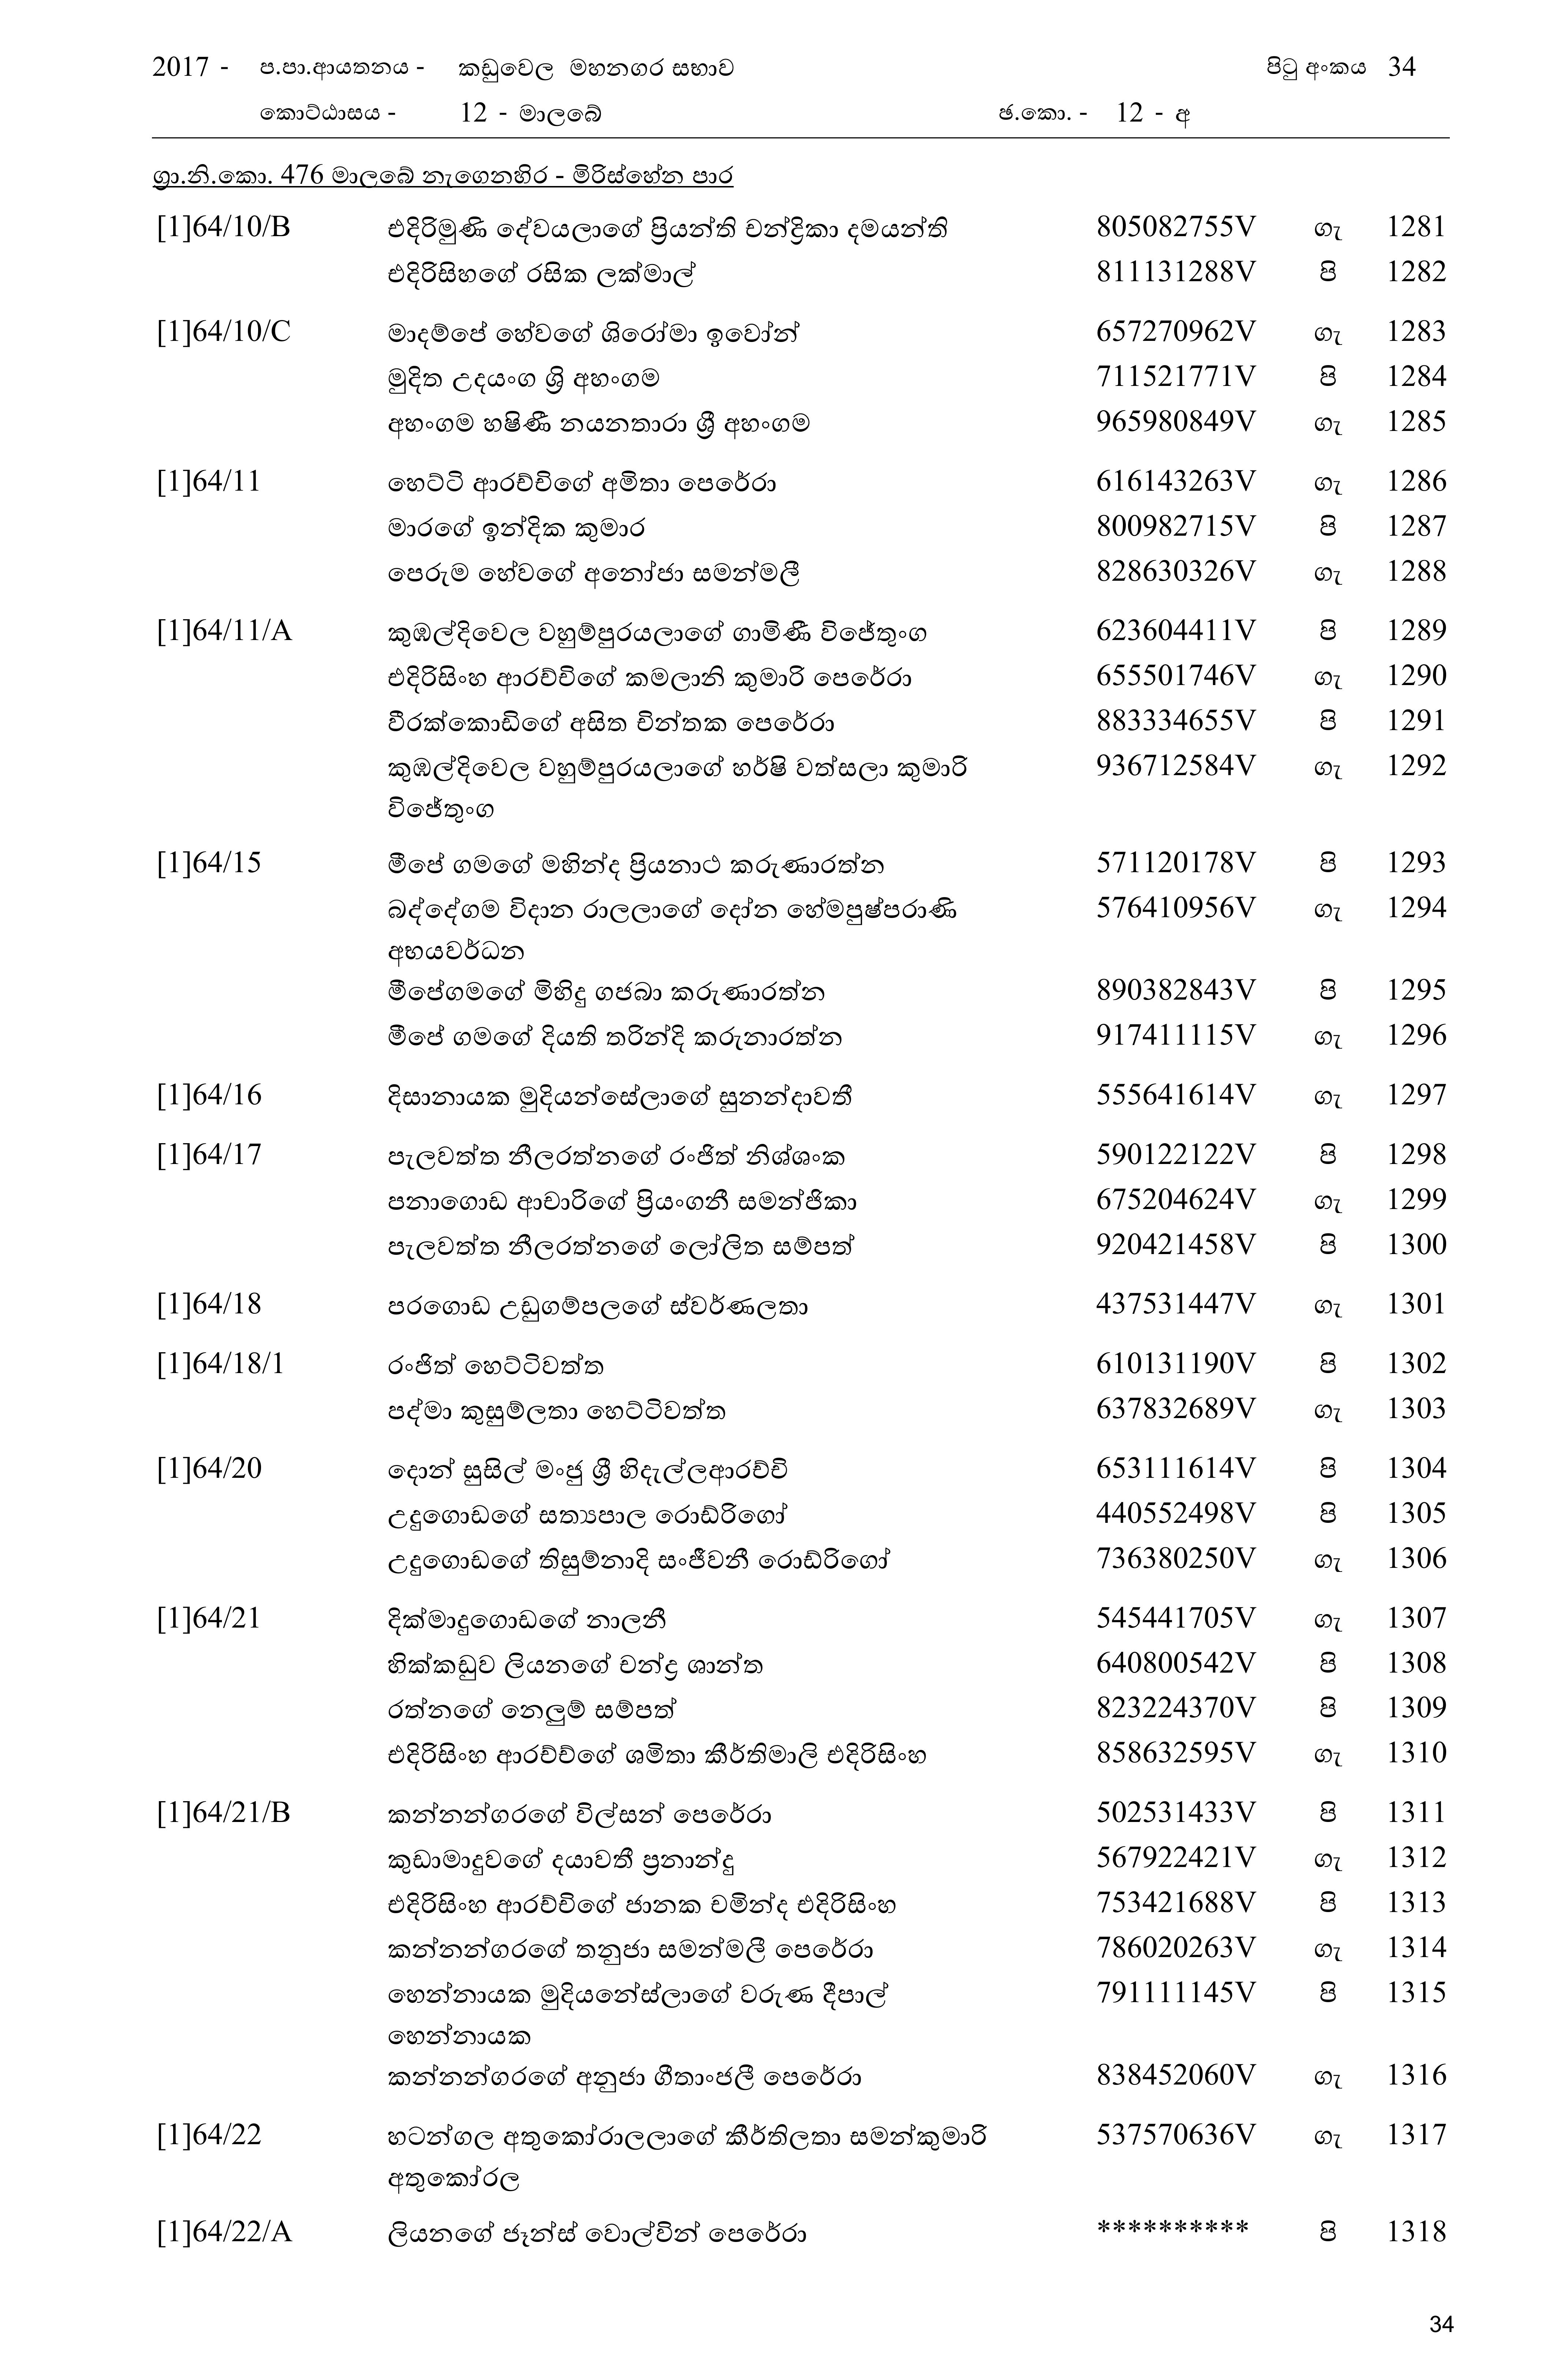 2017 - ප.පා.ආයතනය - කඩුවෙල මහනගර සභාව පිටු අංකය 34
කොට්ඨාසය - 12 - මාලබේ ඡ.කො. - 12 - අ
ග්‍රා.නි.කො. 476 මාලබේ නැගෙනහිර - මිරිස්හේන පාර
[1]64/10/B එදිරිමුණි දේවයලාගේ ප්‍රියන්ති චන්ද්‍රිකා දමයන්ති 805082755V ගැ 1281
එදිරිසිහගේ රසික ලක්මාල් 811131288V පි 1282
[1]64/10/C මාදම්පේ හේවගේ ශිරෝමා ඉවෝන් 657270962V ගැ 1283
මුදිත උදයංග ශ්‍රි අහංගම 711521771V පි 1284
අහංගම හෂිණී නයනතාරා ශ්‍රී අහංගම 965980849V ගැ 1285
[1]64/11 හෙට්ටි ආරච්චිගේ අමිතා පෙරේරා 616143263V ගැ 1286
මාරගේ ඉන්දික කුමාර 800982715V පි 1287
පෙරුම හේවගේ අනෝජා සමන්මලී 828630326V ගැ 1288
[1]64/11/A කුඹල්දිවෙල වහුම්පුරයලාගේ ගාමිණී විජේතුංග 623604411V පි 1289
එදිරිසිංහ ආරච්චිගේ කමලානි කුමාරි පෙරේරා 655501746V ගැ 1290
වීරක්කොඩිගේ අසිත චින්තක පෙරේරා 883334655V පි 1291
කුඹල්දිවෙල වහුම්පුරයලාගේ හර්ෂි වත්සලා කුමාරි 936712584V ගැ 1292
විජේතුංග
[1]64/15 මීපේ ගමගේ මහින්ද ප්‍රියනාථ කරුණාරත්න 571120178V පි 1293
බද්දේගම විදාන රාලලාගේ දෝන හේමපුෂ්පරාණි 576410956V ගැ 1294
අභයවර්ධන
මීපේගමගේ මිහිදු ගජබා කරුණාරත්න 890382843V පි 1295
මීපේ ගමගේ දියති තරින්දි කරුනාරත්න 917411115V ගැ 1296
[1]64/16 දිසානායක මුදියන්සේලාගේ සුනන්දාවතී 555641614V ගැ 1297
[1]64/17 පැලවත්ත නීලරත්නගේ රංජිත් නිශ්ශංක 590122122V පි 1298
පනාගොඩ ආචාරිගේ ප්‍රියංගනී සමන්ජිකා 675204624V ගැ 1299
පැලවත්ත නීලරත්නගේ ලෝලිත සම්පත් 920421458V පි 1300
[1]64/18 පරගොඩ උඩුගම්පලගේ ස්වර්ණලතා 437531447V ගැ 1301
[1]64/18/1 රංජිත් හෙට්ටිවත්ත 610131190V පි 1302
පද්මා කුසුම්ලතා හෙට්ටිවත්ත 637832689V ගැ 1303
[1]64/20 දොන් සුසිල් මංජු ශ්‍රී හිදැල්ලආරච්චි 653111614V පි 1304
උදුගොඩගේ සත්‍යපාල රොඩ්රිගෝ 440552498V පි 1305
උදුගොඩගේ තිසුම්නාදි සංජීවනී රොඩ්රිගෝ 736380250V ගැ 1306
[1]64/21 දික්මාදුගොඩගේ නාලනී 545441705V ගැ 1307
හික්කඩුව ලියනගේ චන්ද්‍ර ශාන්ත 640800542V පි 1308
රත්නගේ නෙලුම් සම්පත් 823224370V පි 1309
එදිරිසිංහ ආරච්ච්ගේ ශමිතා කීර්තිමාලි එදිරිසිංහ 858632595V ගැ 1310
[1]64/21/B කන්නන්ගරගේ විල්සන් පෙරේරා 502531433V පි 1311
කුඩාමාදුවගේ දයාවතී ප්‍රනාන්දු 567922421V ගැ 1312
එදිරිසිංහ ආරච්චිගේ ජානක චමින්ද එදිරිසිංහ 753421688V පි 1313
කන්නන්ගරගේ තනුජා සමන්මලී පෙරේරා 786020263V ගැ 1314
හෙන්නායක මුදියනේස්ලාගේ වරුණ දීපාල් 791111145V පි 1315
හෙන්නායක
කන්නන්ගරගේ අනුජා ගීතාංජලී පෙරේරා 838452060V ගැ 1316
[1]64/22 හටන්ගල අතුකෝරාලලාගේ කීර්තිලතා සමන්කුමාරි 537570636V ගැ 1317
අතුකෝරල
[1]64/22/A ලියනගේ ජෑන්ස් වොල්වින් පෙරේරා ********** පි 1318
34